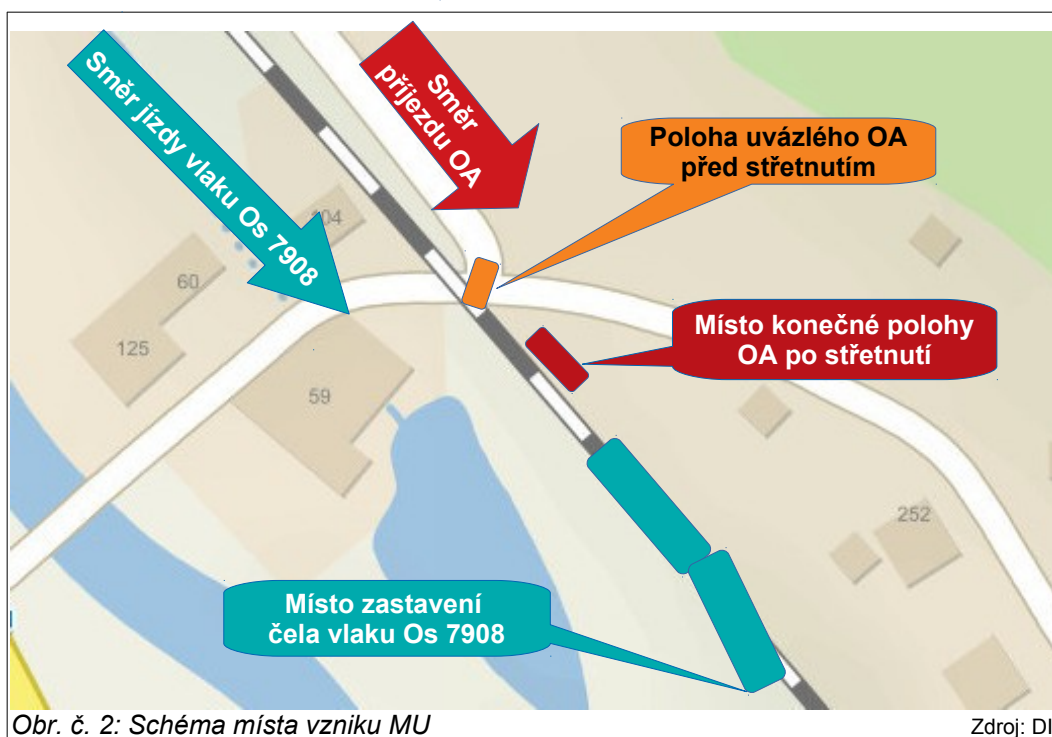 Směr jízdy vlaku Os 7908
Směr
příjezdu OA
Poloha uvázlého OA
před střetnutím
104
60
125
59
Místo konečné polohy
OA po střetnutí
252
Místo zastavení
čela vlaku Os 7908
Obr. č. 2: Schéma místa vzniku MU
Zdroj: DI